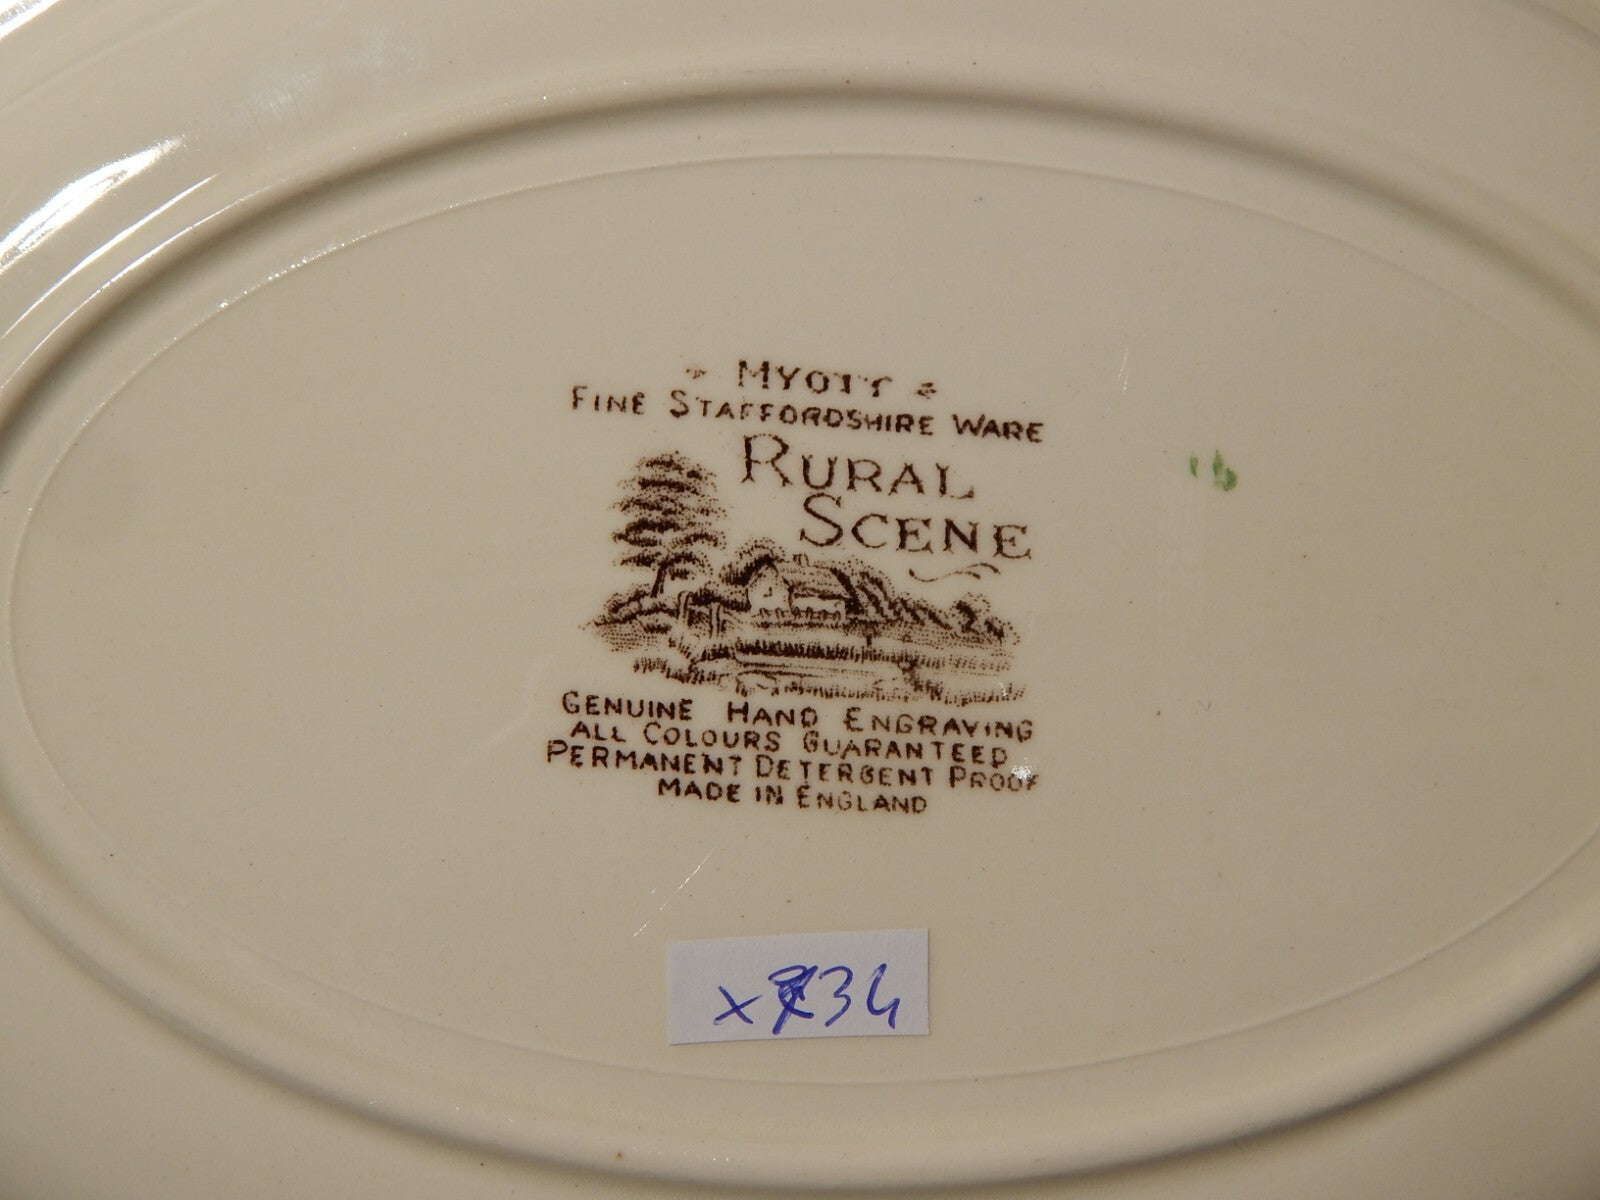 MYOTT
FINE STAFFORDSHIRE WARE
RURAL
SCENE
GENUINE HAND ENGRAVING
ALL COLOURS GUARANTEED
PERMANENT DETERGENT PROOF
MADE IN ENGLAND